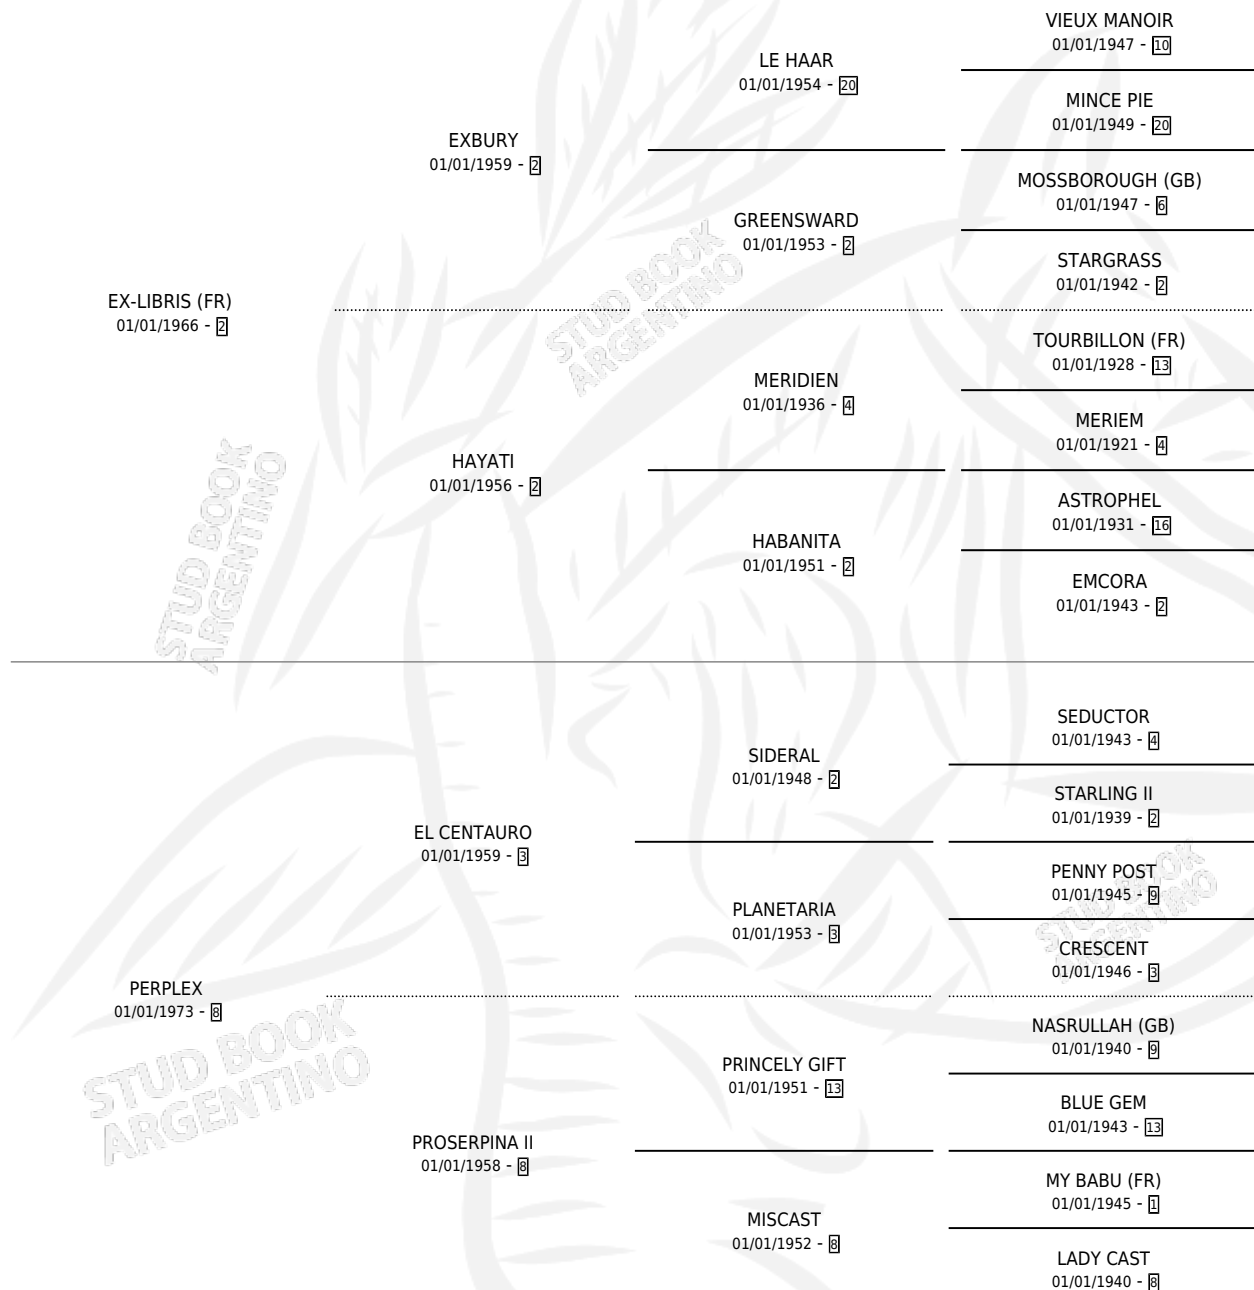 VIEUX MANOIR
01/01/1947 - 10
LE HAAR
01/01/1954 - 20
MINCE PIE
01/01/1949 - 20
EXBURY
01/01/1959 - 2
MOSSBOROUGH (GB)
01/01/1947 - 6
GREENSWARD
01/01/1953 - 2
STARGRASS
01/01/1942 - 2
EX-LIBRIS (FR)
01/01/1966 - 2
TOURBILLON (FR)
01/01/1928 - 13
MERIDIEN
01/01/1936 - 4
MERIEM
01/01/1921 - 4
HAYATI
01/01/1956 - 2
ASTROPHEL
01/01/1931 - 16
HABANITA
01/01/1951 - 2
EMCORA
01/01/1943 - 2
SEDUCTOR
01/01/1943 - 4
SIDERAL
01/01/1948 - 2
STARLING II
01/01/1939 - 2
EL CENTAURO
01/01/1959 - 3
PENNY POST
01/01/1945 - 9
PLANETARIA
01/01/1953 - 3
CRESCENT
01/01/1946 - 3
PERPLEX
01/01/1973 - 8
NASRULLAH (GB)
01/01/1940 - 9
PRINCELY GIFT
01/01/1951 - 13
BLUE GEM
01/01/1943 - 13
PROSERPINA II
01/01/1958 - 8
MY BABU (FR)
01/01/1945 - 1
MISCAST
01/01/1952 - 8
LADY CAST
01/01/1940 - 8
STUD BOOK
ARGENTINO
STUD BOOK
ARGENTINO
STUD BOOK
ARGENTINO
STUD BOOK
ARGENTINO